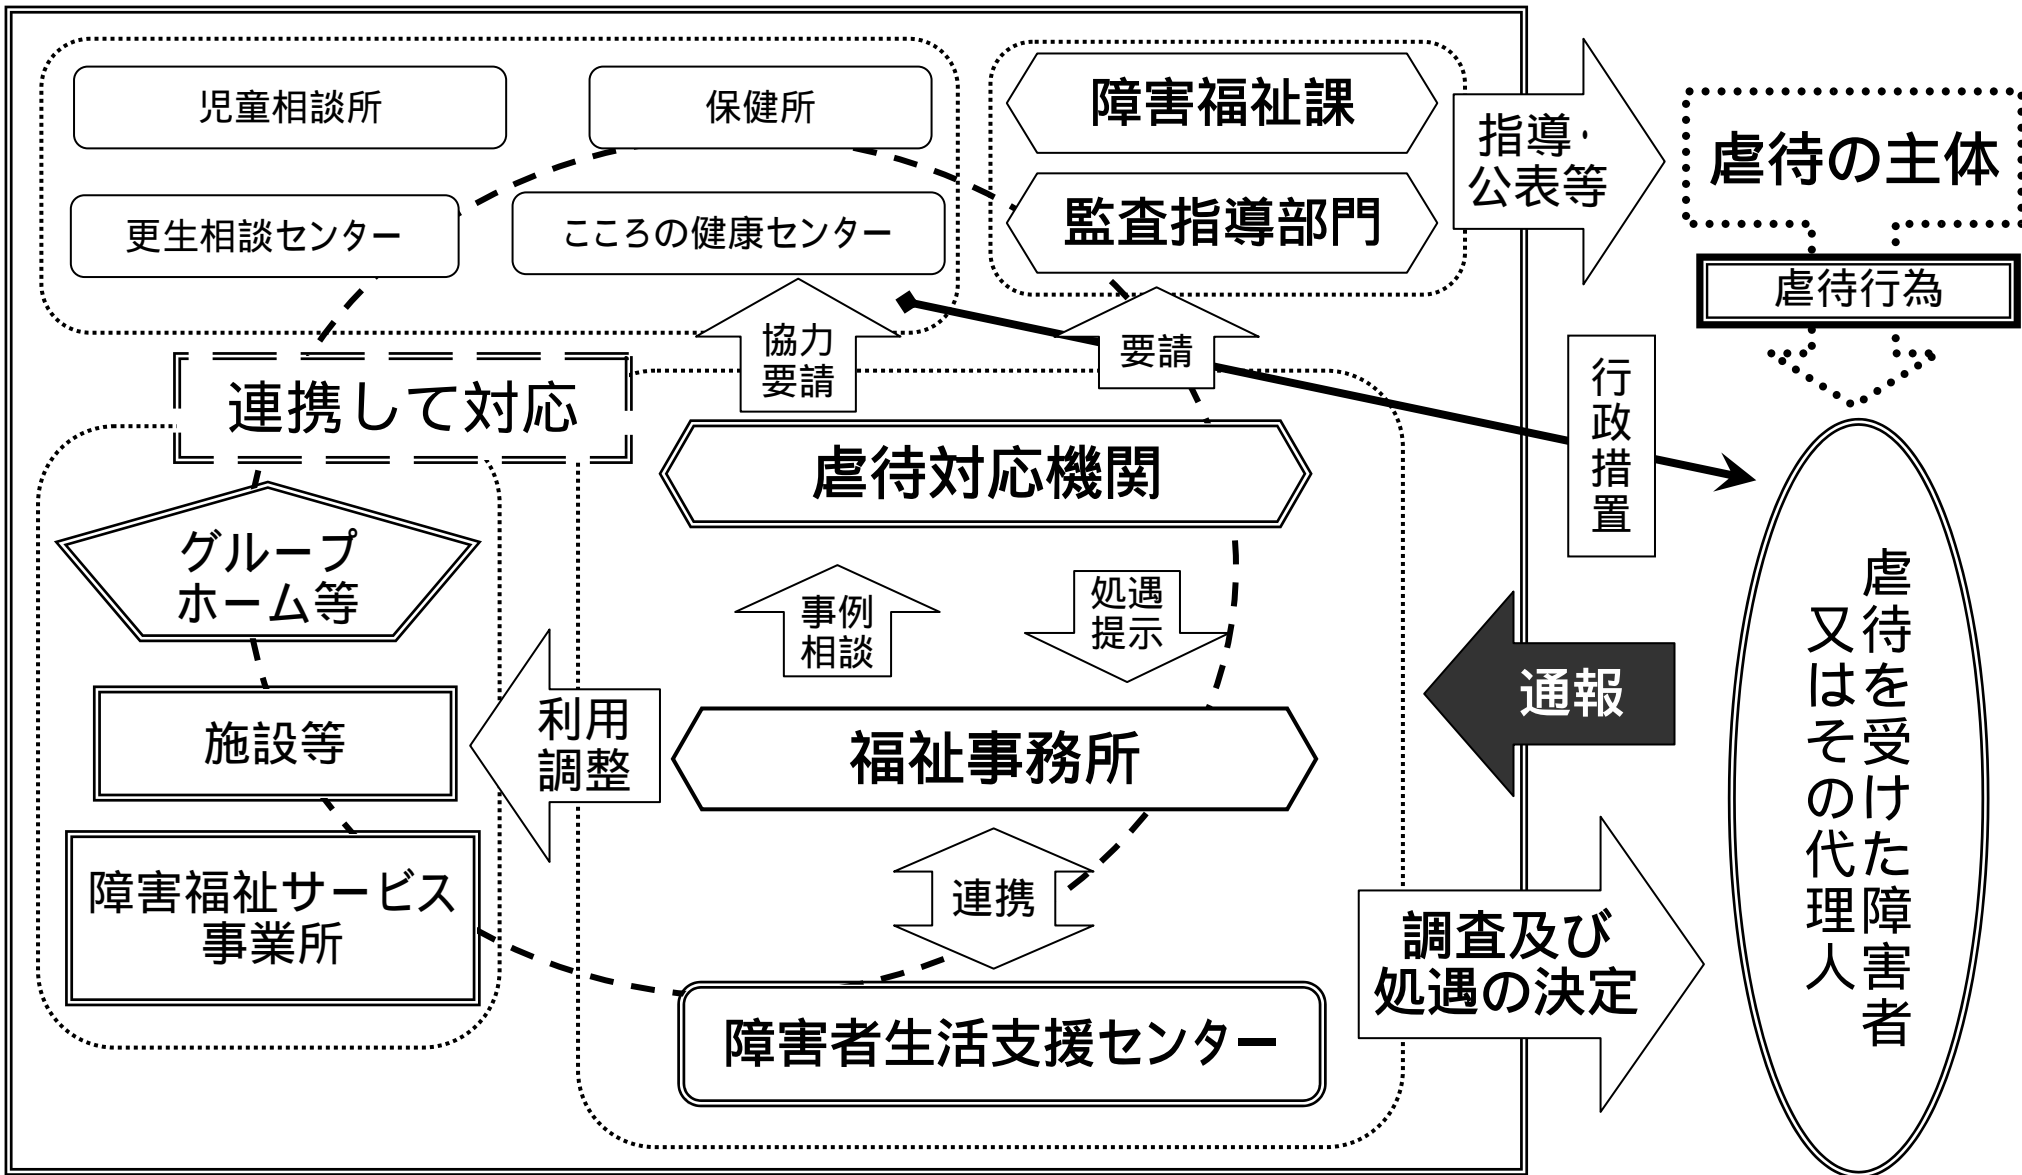 児童相談所
保健所
更生相談センター
こころの健康センター
障害福祉課
監査指導部門
指導・
公表等
虐待の主体
虐待行為
協力
要請
要請
行政措置
連携して対応
虐待対応機関
グループ
ホーム等
事例
相談
処遇
提示
施設等
利用
調整
福祉事務所
通報
障害福祉サービス
事業所
連携
障害者生活支援センター
調査及び
処遇の決定
虐待を受けた障害者
又はその代理人